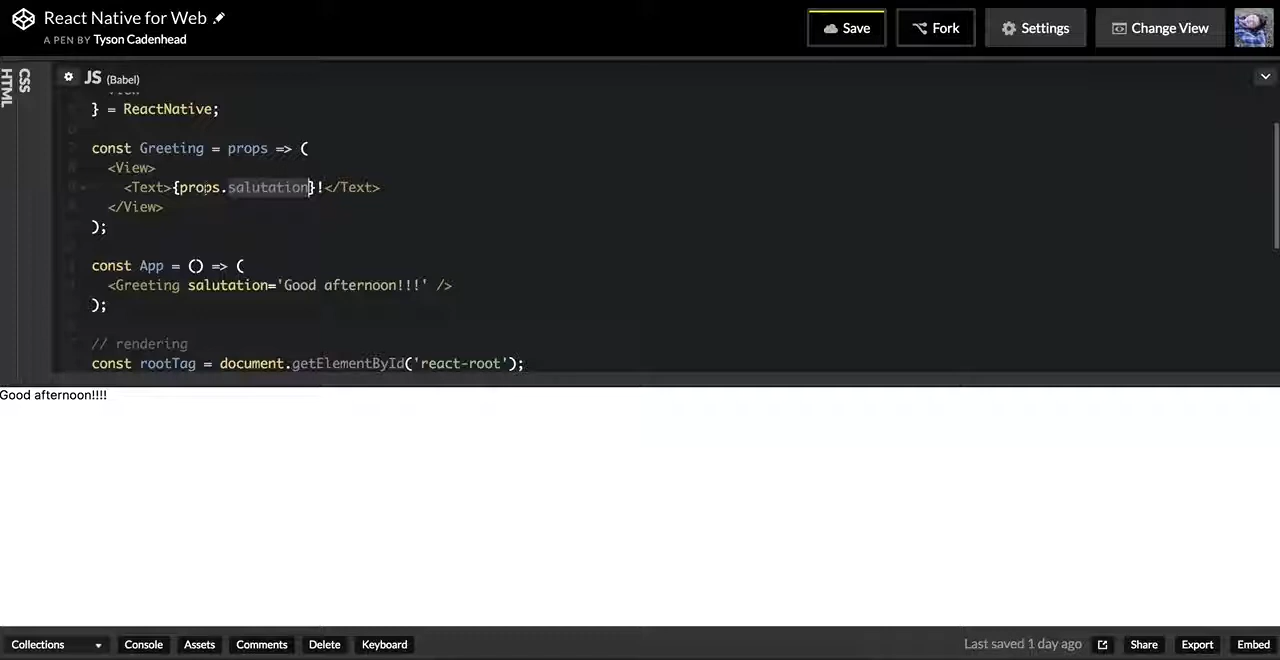 React Native for Web
A PEN BY Tyson Cadenhead
Save
Fork
Settings
Change View
HTML
CSS
JS (Babel)
} = ReactNative;
const Greeting = props => (
<View>
<Text>{props.salutation}!</Text>
</View>
);
const App = () => (
<Greeting salutation='Good afternoon!!!' />
);
// rendering
const rootTag = document.getElementById('react-root');
Good afternoon!!!!
Collections
Console
Assets
Comments
Delete
Keyboard
Last saved 1 day ago
Share
Export
Embed